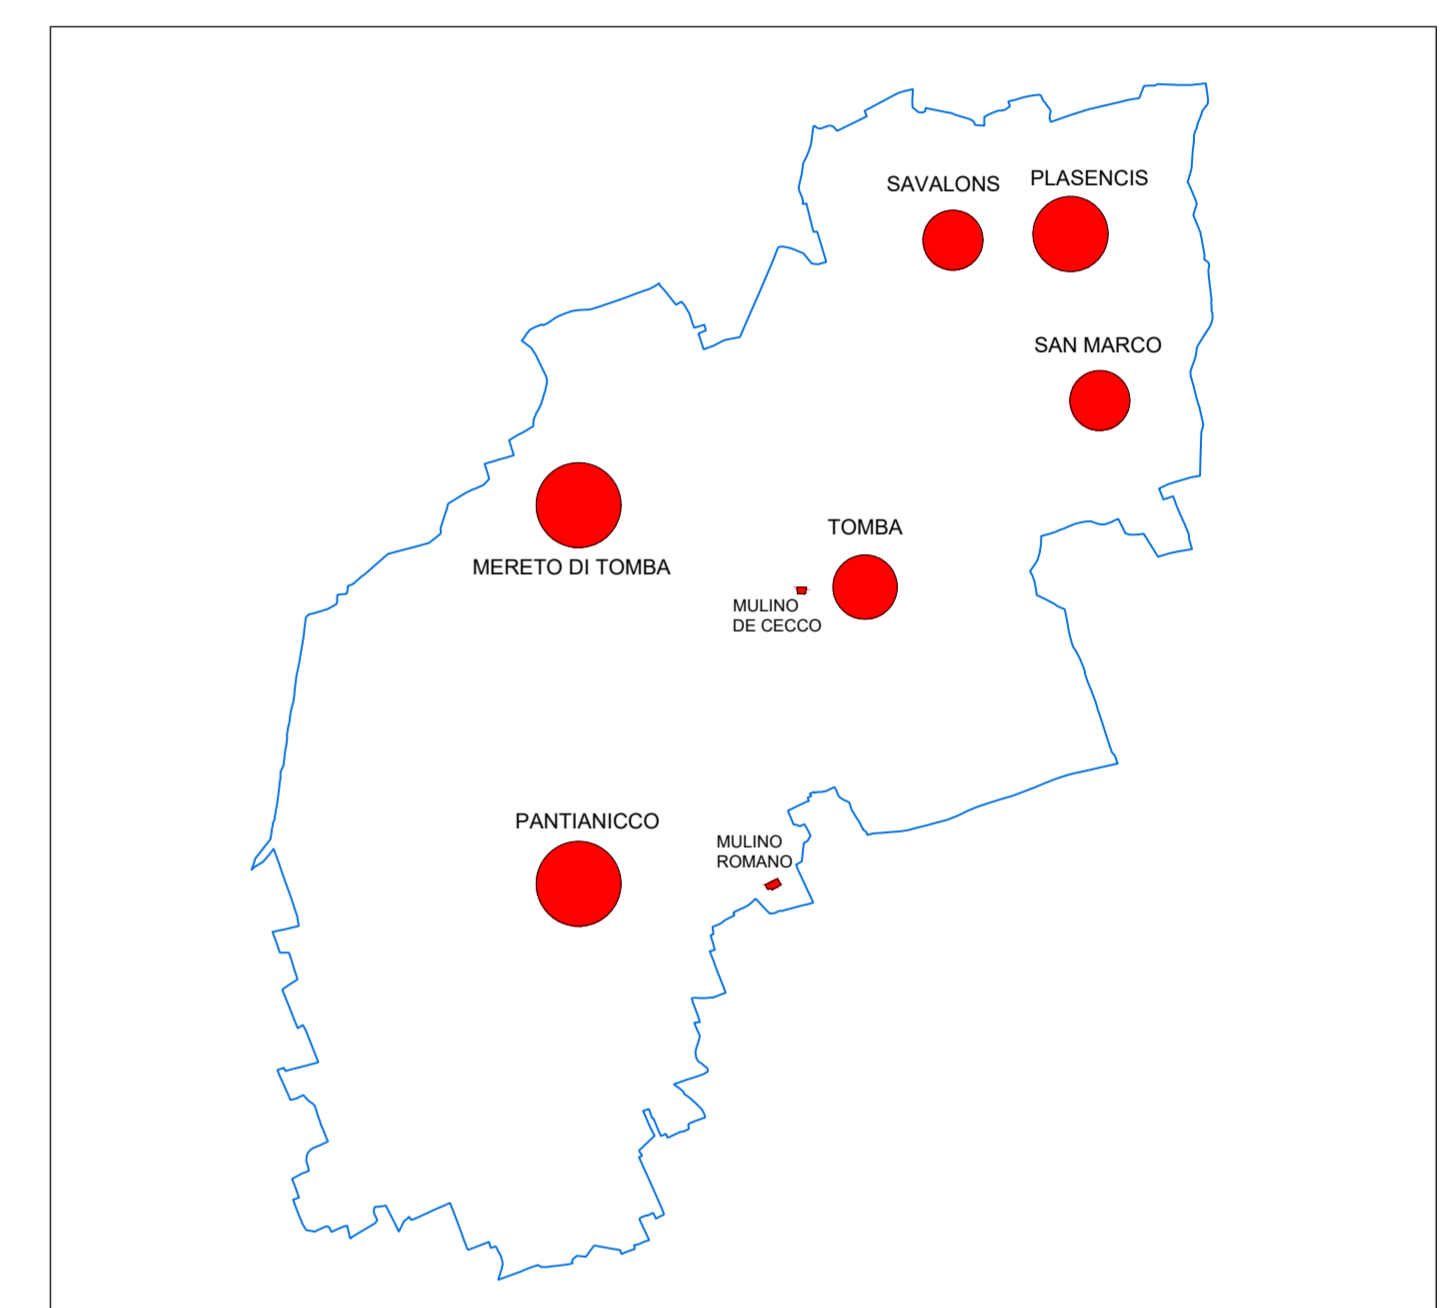 SAVALONS
PLASENCIS
SAN MARCO
TOMBA
MERETO DI TOMBA
MULINO
DE CECCO
PANTIANICCO
MULINO
ROMANO